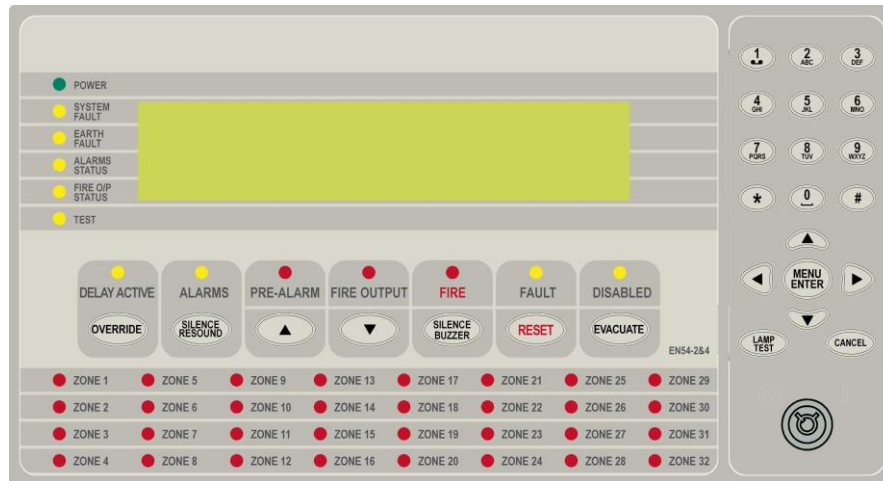 POWER
SYSTEM
FAULT
EARTH
FAULT
ALARMS
STATUS
FIRE O/P
STATUS
TEST
DELAY ACTIVE ALARMS PRE-ALARM FIRE OUTPUT FIRE FAULT DISABLED
OVERRIDE
SILENCE
RESOUND
SILENCE
BUZZER
RESET
EVACUATE
EN54-2&4
ZONE 1 ZONE 5 ZONE 9 ZONE 13 ZONE 17 ZONE 21 ZONE 25 ZONE 29
ZONE 2 ZONE 6 ZONE 10 ZONE 14 ZONE 18 ZONE 22 ZONE 26 ZONE 30
ZONE 3 ZONE 7 ZONE 11 ZONE 15 ZONE 19 ZONE 23 ZONE 27 ZONE 31
ZONE 4 ZONE 8 ZONE 12 ZONE 16 ZONE 20 ZONE 24 ZONE 28 ZONE 32
1 2 3
ABC DEF
4 5 6
GHI JKL MNO
7 8 9
PQRS TUV WXYZ
* 0 #
MENU
ENTER
LAMP
TEST
CANCEL